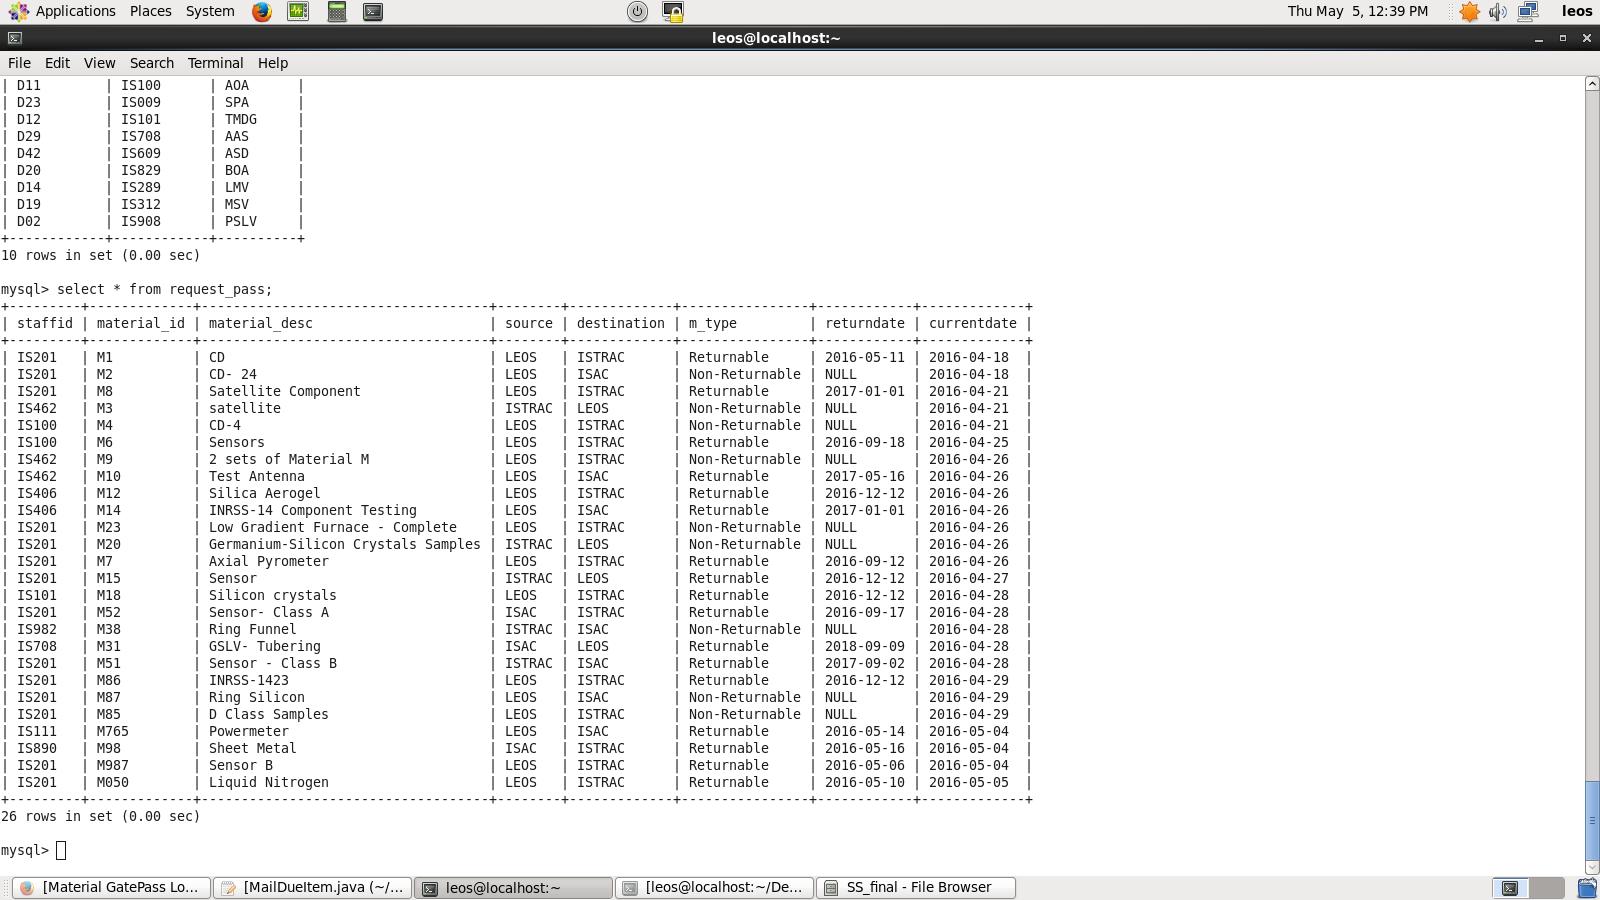 Applications Places System Thu May 5, 12:39 PM leos
leos@localhost:~
File Edit View Search Terminal Help
| D11        | IS100      | AOA      |
| D23        | IS009      | SPA      |
| D12        | IS101      | TMDG     |
| D29        | IS708      | AAS      |
| D42        | IS609      | ASD      |
| D20        | IS829      | BOA      |
| D14        | IS289      | LMV      |
| D19        | IS312      | MSV      |
| D02        | IS908      | PSLV     |
+------------+------------+----------+
10 rows in set (0.00 sec)
mysql> select * from request_pass;
+---------+-------------+------------------------------------+--------+-------------+----------------+------------+-------------+
| staffid | material_id | material_desc                      | source | destination | m_type         | returndate | currentdate |
+---------+-------------+------------------------------------+--------+-------------+----------------+------------+-------------+
| IS201   | M1          | CD                                 | LEOS   | ISTRAC      | Returnable     | 2016-05-11 | 2016-04-18  |
| IS201   | M2          | CD- 24                             | LEOS   | ISAC        | Non-Returnable | NULL       | 2016-04-18  |
| IS201   | M8          | Satellite Component                | LEOS   | ISTRAC      | Returnable     | 2017-01-01 | 2016-04-21  |
| IS462   | M3          | satellite                          | ISTRAC | LEOS        | Non-Returnable | NULL       | 2016-04-21  |
| IS100   | M4          | CD-4                               | LEOS   | ISTRAC      | Non-Returnable | NULL       | 2016-04-21  |
| IS100   | M6          | Sensors                            | LEOS   | ISTRAC      | Returnable     | 2016-09-18 | 2016-04-25  |
| IS462   | M9          | 2 sets of Material M               | LEOS   | ISTRAC      | Non-Returnable | NULL       | 2016-04-26  |
| IS462   | M10         | Test Antenna                       | LEOS   | ISAC        | Returnable     | 2017-05-16 | 2016-04-26  |
| IS406   | M12         | Silica Aerogel                     | LEOS   | ISTRAC      | Returnable     | 2016-12-12 | 2016-04-26  |
| IS406   | M14         | INRSS-14 Component Testing         | LEOS   | ISAC        | Returnable     | 2017-01-01 | 2016-04-26  |
| IS201   | M23         | Low Gradient Furnace - Complete    | LEOS   | ISTRAC      | Non-Returnable | NULL       | 2016-04-26  |
| IS201   | M20         | Germanium-Silicon Crystals Samples | ISTRAC | LEOS        | Non-Returnable | NULL       | 2016-04-26  |
| IS201   | M7          | Axial Pyrometer                    | LEOS   | ISTRAC      | Returnable     | 2016-09-12 | 2016-04-26  |
| IS201   | M15         | Sensor                             | ISTRAC | LEOS        | Returnable     | 2016-12-12 | 2016-04-27  |
| IS101   | M18         | Silicon crystals                   | LEOS   | ISTRAC      | Returnable     | 2016-12-12 | 2016-04-28  |
| IS201   | M52         | Sensor- Class A                    | ISAC   | ISTRAC      | Returnable     | 2016-09-17 | 2016-04-28  |
| IS982   | M38         | Ring Funnel                        | ISTRAC | ISAC        | Non-Returnable | NULL       | 2016-04-28  |
| IS708   | M31         | GSLV- Tubering                     | ISAC   | LEOS        | Returnable     | 2018-09-09 | 2016-04-28  |
| IS201   | M51         | Sensor - Class B                   | ISTRAC | ISAC        | Returnable     | 2017-09-02 | 2016-04-28  |
| IS201   | M86         | INRSS-1423                         | LEOS   | ISTRAC      | Returnable     | 2016-12-12 | 2016-04-29  |
| IS201   | M87         | Ring Silicon                       | LEOS   | ISAC        | Non-Returnable | NULL       | 2016-04-29  |
| IS201   | M85         | D Class Samples                    | LEOS   | ISTRAC      | Non-Returnable | NULL       | 2016-04-29  |
| IS111   | M765        | Powermeter                         | LEOS   | ISAC        | Returnable     | 2016-05-14 | 2016-05-04  |
| IS890   | M98         | Sheet Metal                        | ISAC   | ISTRAC      | Returnable     | 2016-05-16 | 2016-05-04  |
| IS201   | M987        | Sensor B                           | LEOS   | ISTRAC      | Returnable     | 2016-05-06 | 2016-05-04  |
| IS201   | M050        | Liquid Nitrogen                    | LEOS   | ISTRAC      | Returnable     | 2016-05-10 | 2016-05-05  |
+---------+-------------+------------------------------------+--------+-------------+----------------+------------+-------------+
26 rows in set (0.00 sec)
mysql>
[Material GatePass Lo... [MailDueItem.java (~/... leos@localhost:~ [leos@localhost:~/De... SS_final - File Browser